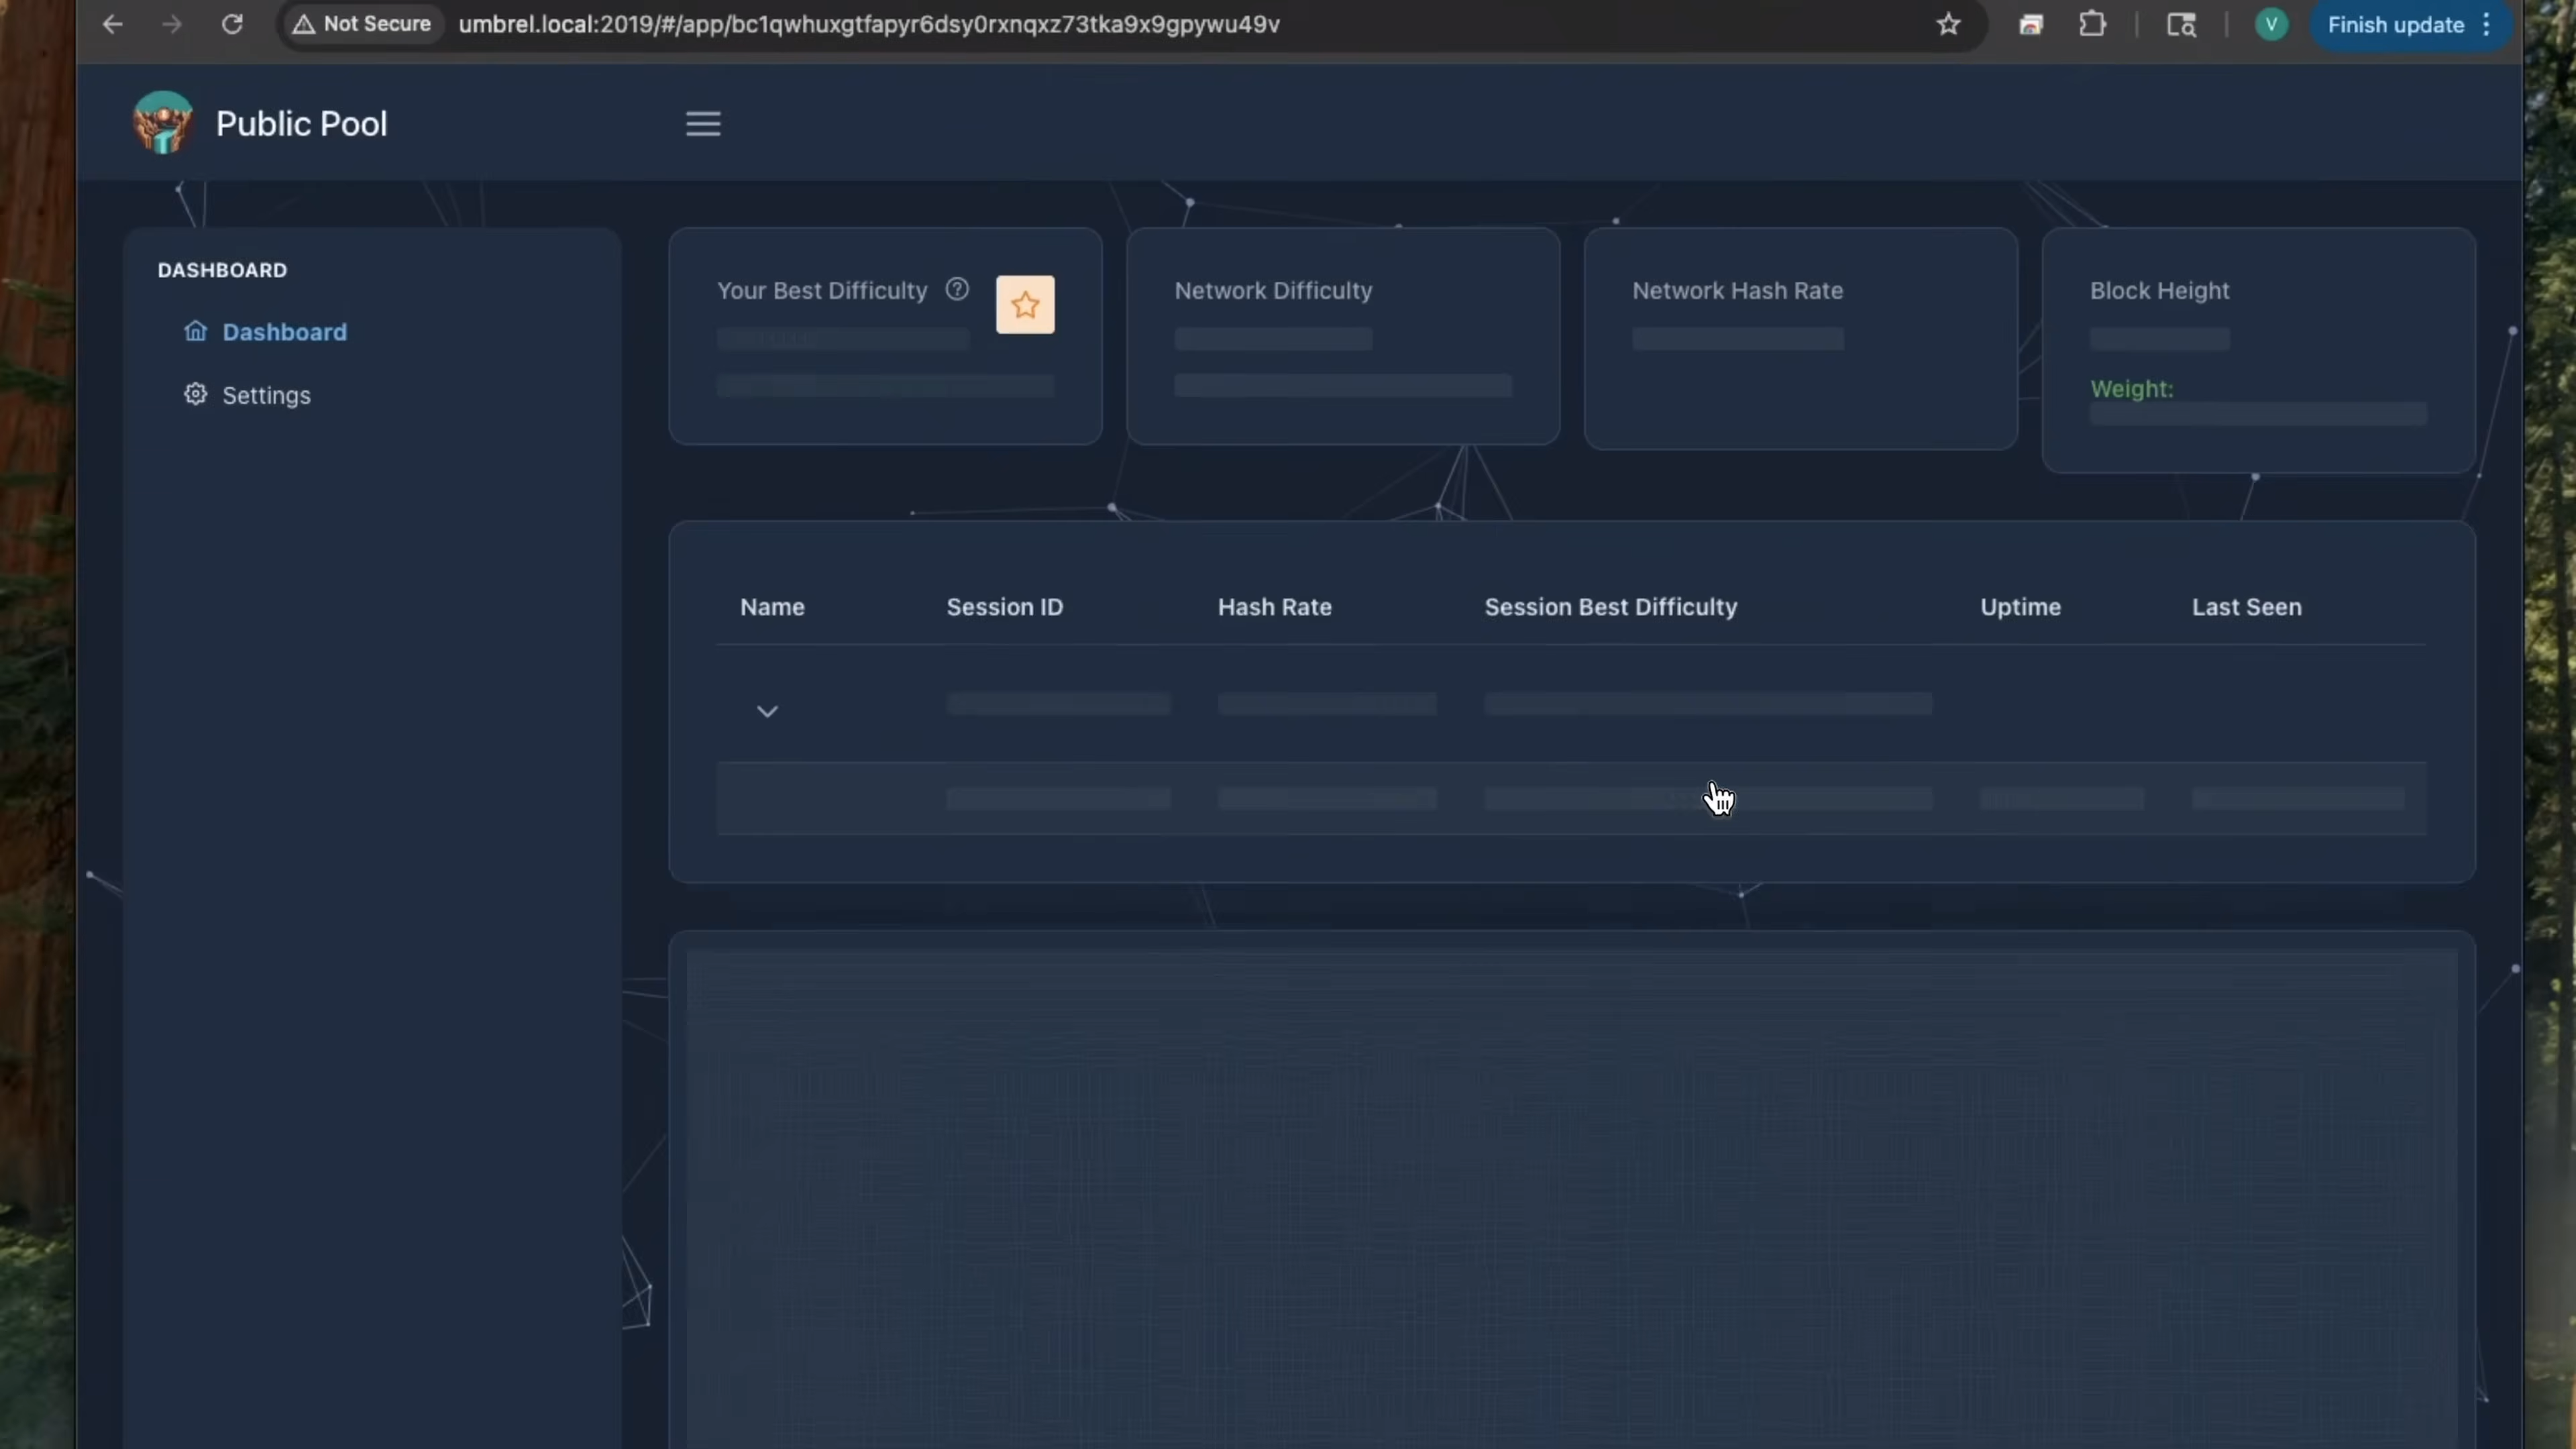 Not Secure
umbrel.local:2019/#/app/bc1qwhuxgtfapyr6dsy0rxnqxz73tka9x9gpywu49v
V
Finish update
Public Pool
DASHBOARD
Dashboard
Settings
Your Best Difficulty
Network Difficulty
Network Hash Rate
Block Height
Weight:
Name
Session ID
Hash Rate
Session Best Difficulty
Uptime
Last Seen